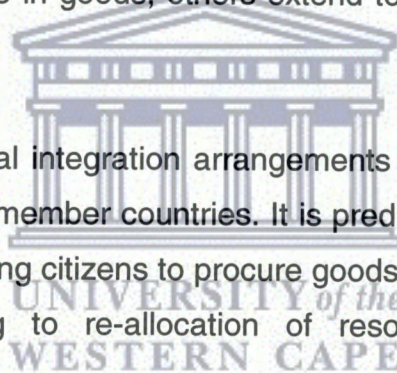 in goods, others extend to
al integration arrangements
member countries. It is pred
ng citizens to procure goods
UNIVERSITY of the
g to re-allocation of reso
WESTERN CAPE